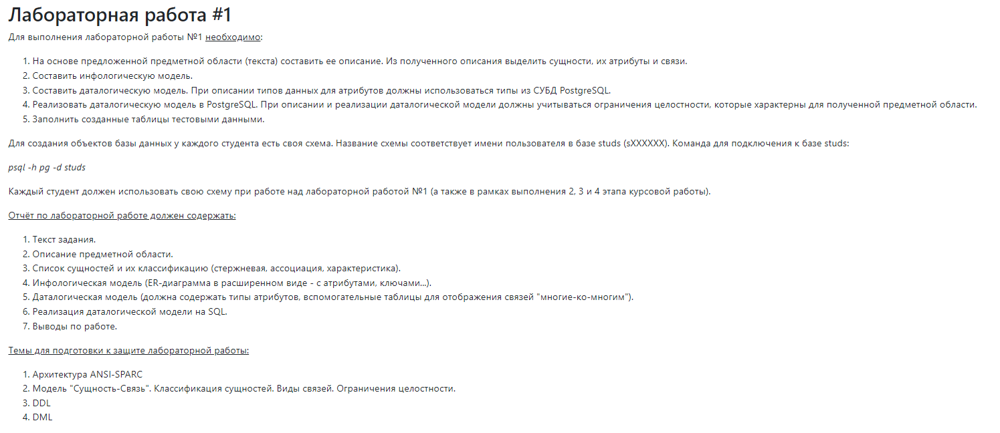 Лабораторная работа #1
Для выполнения лабораторной работы №1 необходимо:
1. На основе предложенной предметной области (текста) составить ее описание. Из полученного описания выделить сущности, их атрибуты и связи.
2. Составить инфологическую модель.
3. Составить даталогическую модель. При описании типов данных для атрибутов должны использоваться типы из СУБД PostgreSQL.
4. Реализовать даталогическую модель в PostgreSQL. При описании и реализации даталогической модели должны учитываться ограничения целостности, которые характерны для полученной предметной области.
5. Заполнить созданные таблицы тестовыми данными.
Для создания объектов базы данных у каждого студента есть своя схема. Название схемы соответствует имени пользователя в базе studs (sXXXXXX). Команда для подключения к базе studs:
psql -h pg -d studs
Каждый студент должен использовать свою схему при работе над лабораторной работой №1 (а также в рамках выполнения 2, 3 и 4 этапа курсовой работы).
Отчёт по лабораторной работе должен содержать:
1. Текст задания.
2. Описание предметной области.
3. Список сущностей и их классификацию (стержневая, ассоциация, характеристика).
4. Инфологическая модель (ER-диаграмма в расширенном виде - с атрибутами, ключами...).
5. Даталогическая модель (должна содержать типы атрибутов, вспомогательные таблицы для отображения связей "многие-ко-многим").
6. Реализация даталогической модели на SQL.
7. Выводы по работе.
Темы для подготовки к защите лабораторной работы:
1. Архитектура ANSI-SPARC
2. Модель "Сущность-Связь". Классификация сущностей. Виды связей. Ограничения целостности.
3. DDL
4. DML